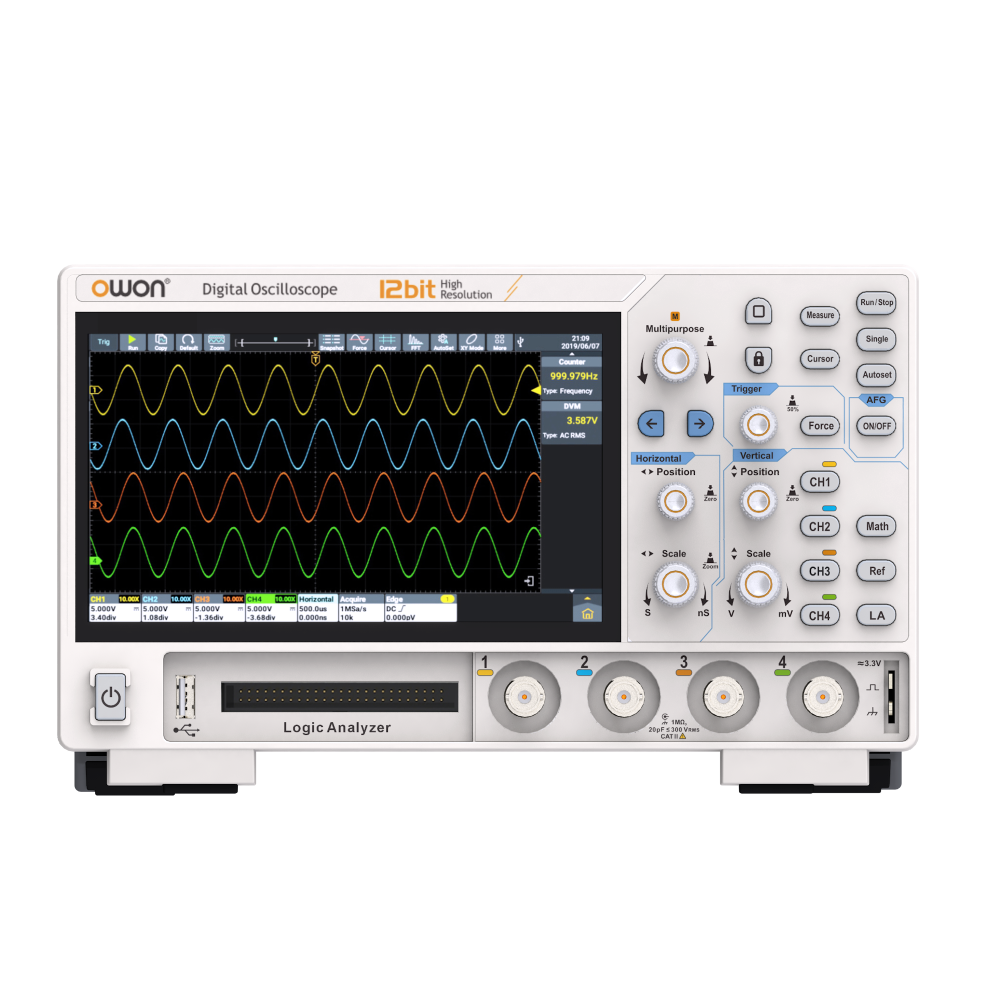 OWON®
Digital Oscilloscope
12bit High Resolution
Trig
Run
Copy
Default
Zoom
Snapshot
Force
Cursor
FFT
AutoSet
XY Mode
More
21:09
2019/06/07
T
Counter
999.979Hz
Type: Frequency
DVM
3.587V
Type: AC RMS
1
2
3
4
CH1 10.00X
5.000V
3.40div
CH2 10.00X
5.000V
1.08div
CH3 10.00X
5.000V
-1.36div
CH4 10.00X
5.000V
-3.68div
Horizontal
500.0us
0.000ns
Acquire
1MSa/s
10k
Edge 1
DC
0.000pV
M
Multipurpose
Measure
Run/Stop
Single
Cursor
Autoset
Trigger
50%
Force
AFG
ON/OFF
Horizontal
Position
Zero
Scale
Zoom
S
nS
Vertical
Position
Zero
Scale
V
mV
CH1
CH2
Math
CH3
Ref
CH4
LA
Logic Analyzer
1
2
3
4
≈3.3V
1MΩ,
20pF ≤ 300 VRMS
CAT II